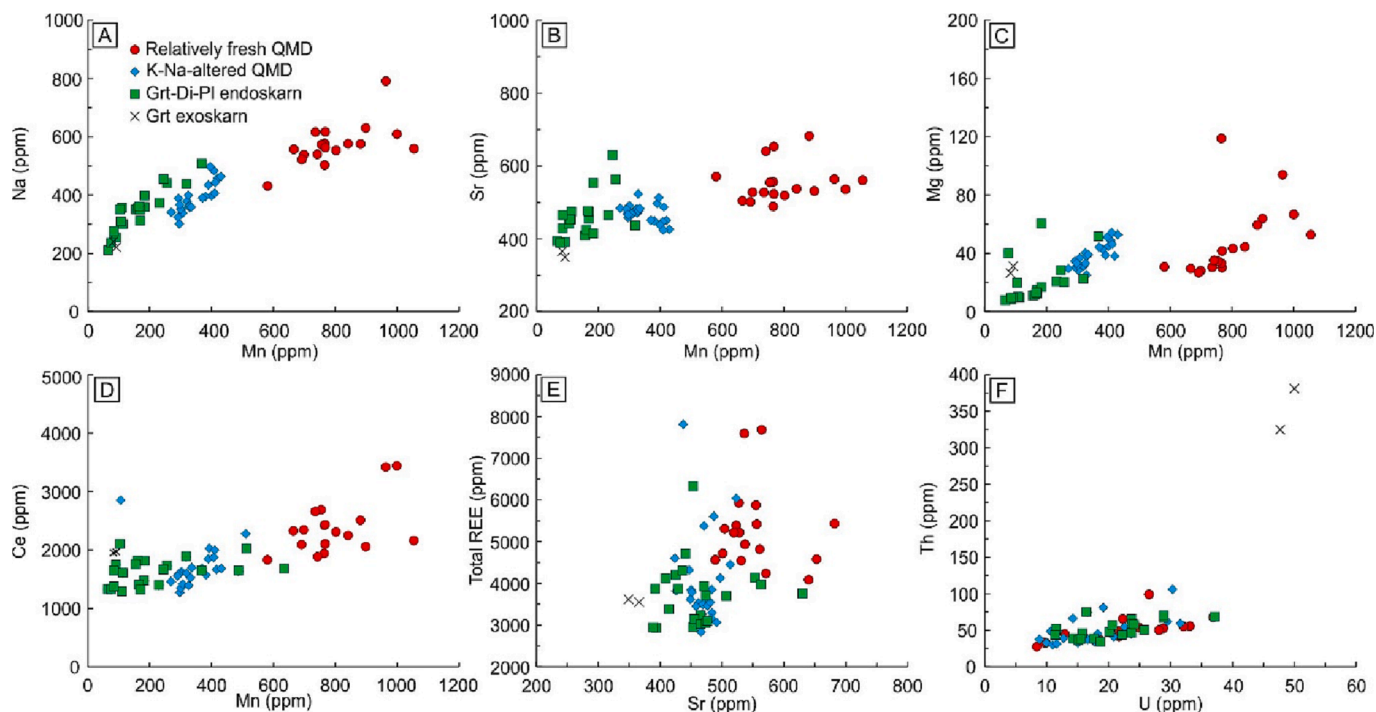 A
Relatively fresh QMD
K-Na-altered QMD
Grt-Di-Pl endoskarn
Grt exoskarn
1000
800
600
400
200
0
Na (ppm)
0 200 400 600 800 1000 1200
Mn (ppm)
B
1000
800
600
400
200
Sr (ppm)
0 200 400 600 800 1000 1200
Mn (ppm)
C
200
160
120
80
40
0
Mg (ppm)
0 200 400 600 800 1000 1200
Mn (ppm)
D
5000
4000
3000
2000
1000
0
Ce (ppm)
0 200 400 600 800 1000 1200
Mn (ppm)
E
9000
8000
7000
6000
5000
4000
3000
2000
Total REE (ppm)
200 300 400 500 600 700 800
Sr (ppm)
F
400
350
300
250
200
150
100
50
0
Th (ppm)
0 10 20 30 40 50 60
U (ppm)